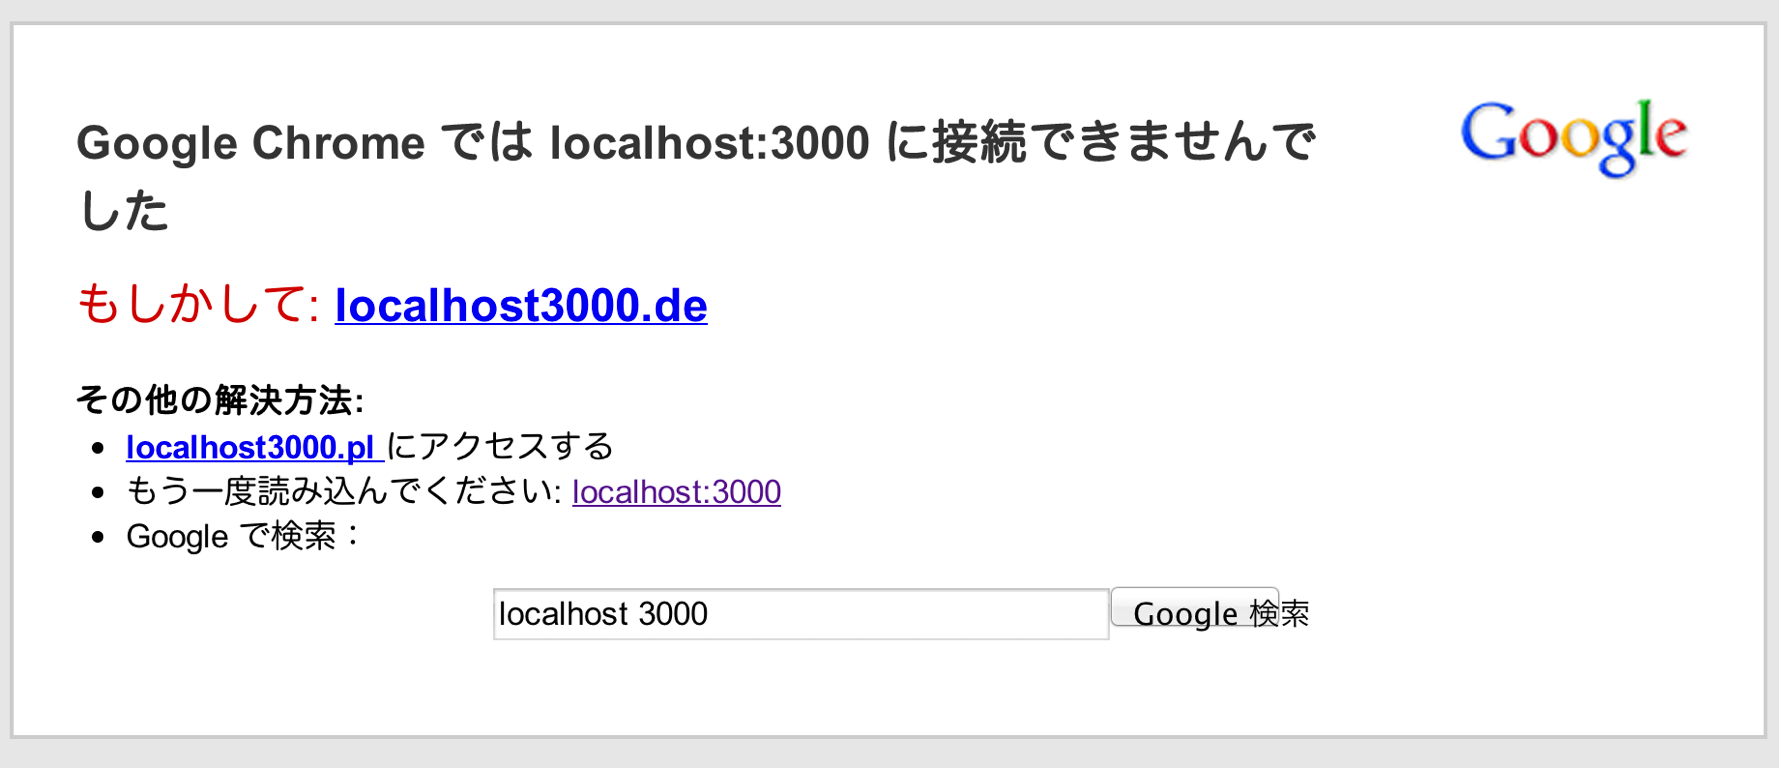 Google Chrome では localhost:3000 に接続できませんで
した
Google
もしかして: localhost3000.de
その他の解決方法:
localhost3000.pl にアクセスする
もう一度読み込んでください: localhost:3000
Google で検索：
localhost 3000
Google 検索